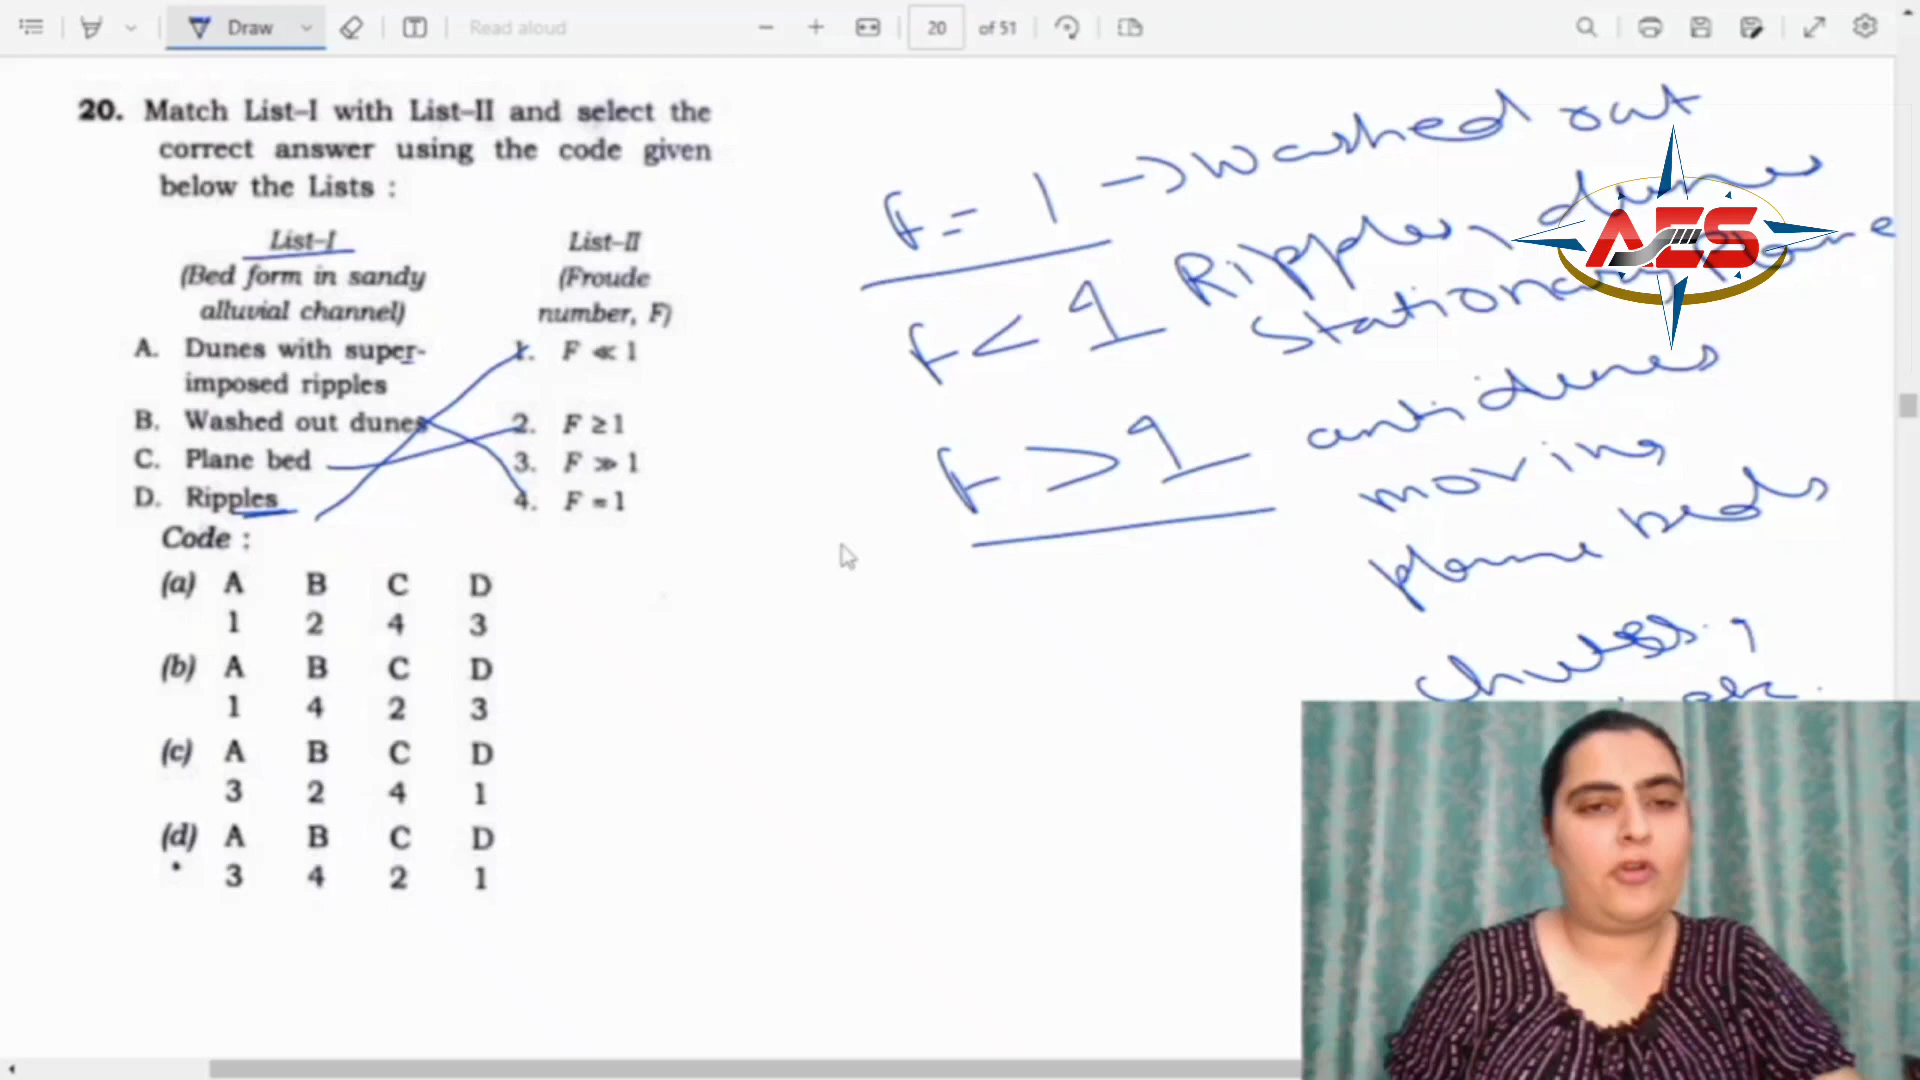 Draw
Read aloud
20
of 51
20. Match List-I with List-II and select the
correct answer using the code given
below the Lists :
List-I
List-II
(Bed form in sandy
alluvial channel)
(Froude
number, F)
A. Dunes with super-
imposed ripples
1. F ≪ 1
B. Washed out dunes
2. F ≥ 1
C. Plane bed
3. F ≫ 1
D. Ripples
4. F = 1
Code :
(a) A B C D
1 2 4 3
(b) A B C D
1 4 2 3
(c) A B C D
3 2 4 1
(d) A B C D
3 4 2 1
F = 1 → washed out
dunes
F < 1 Ripples,
Stationary
F > 1 antidunes
moving
plane beds
AES